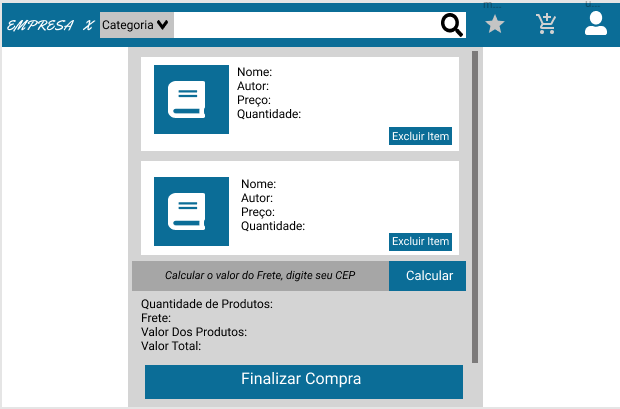 EMPRESA X
Categoria
Nome:
Autor:
Preço:
Quantidade:
Excluir Item
Nome:
Autor:
Preço:
Quantidade:
Excluir Item
Calcular o valor do Frete, digite seu CEP
Calcular
Quantidade de Produtos:
Frete:
Valor Dos Produtos:
Valor Total:
Finalizar Compra